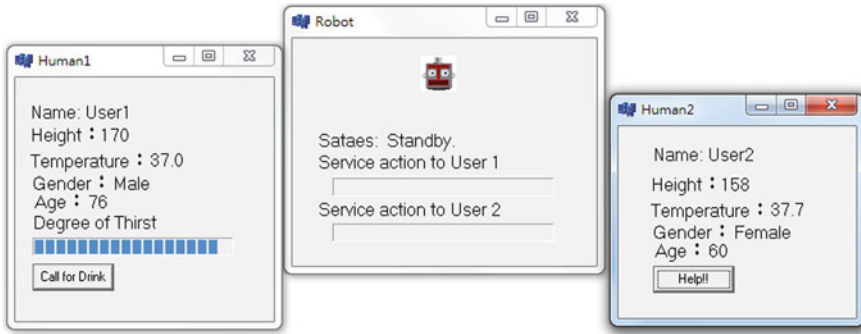 Human1
Name: User1
Height：170
Temperature：37.0
Gender：Male
Age：76
Degree of Thirst
Call for Drink
Robot
Sataes: Standby.
Service action to User 1
Service action to User 2
Human2
Name: User2
Height：158
Temperature：37.7
Gender：Female
Age：60
Help!!